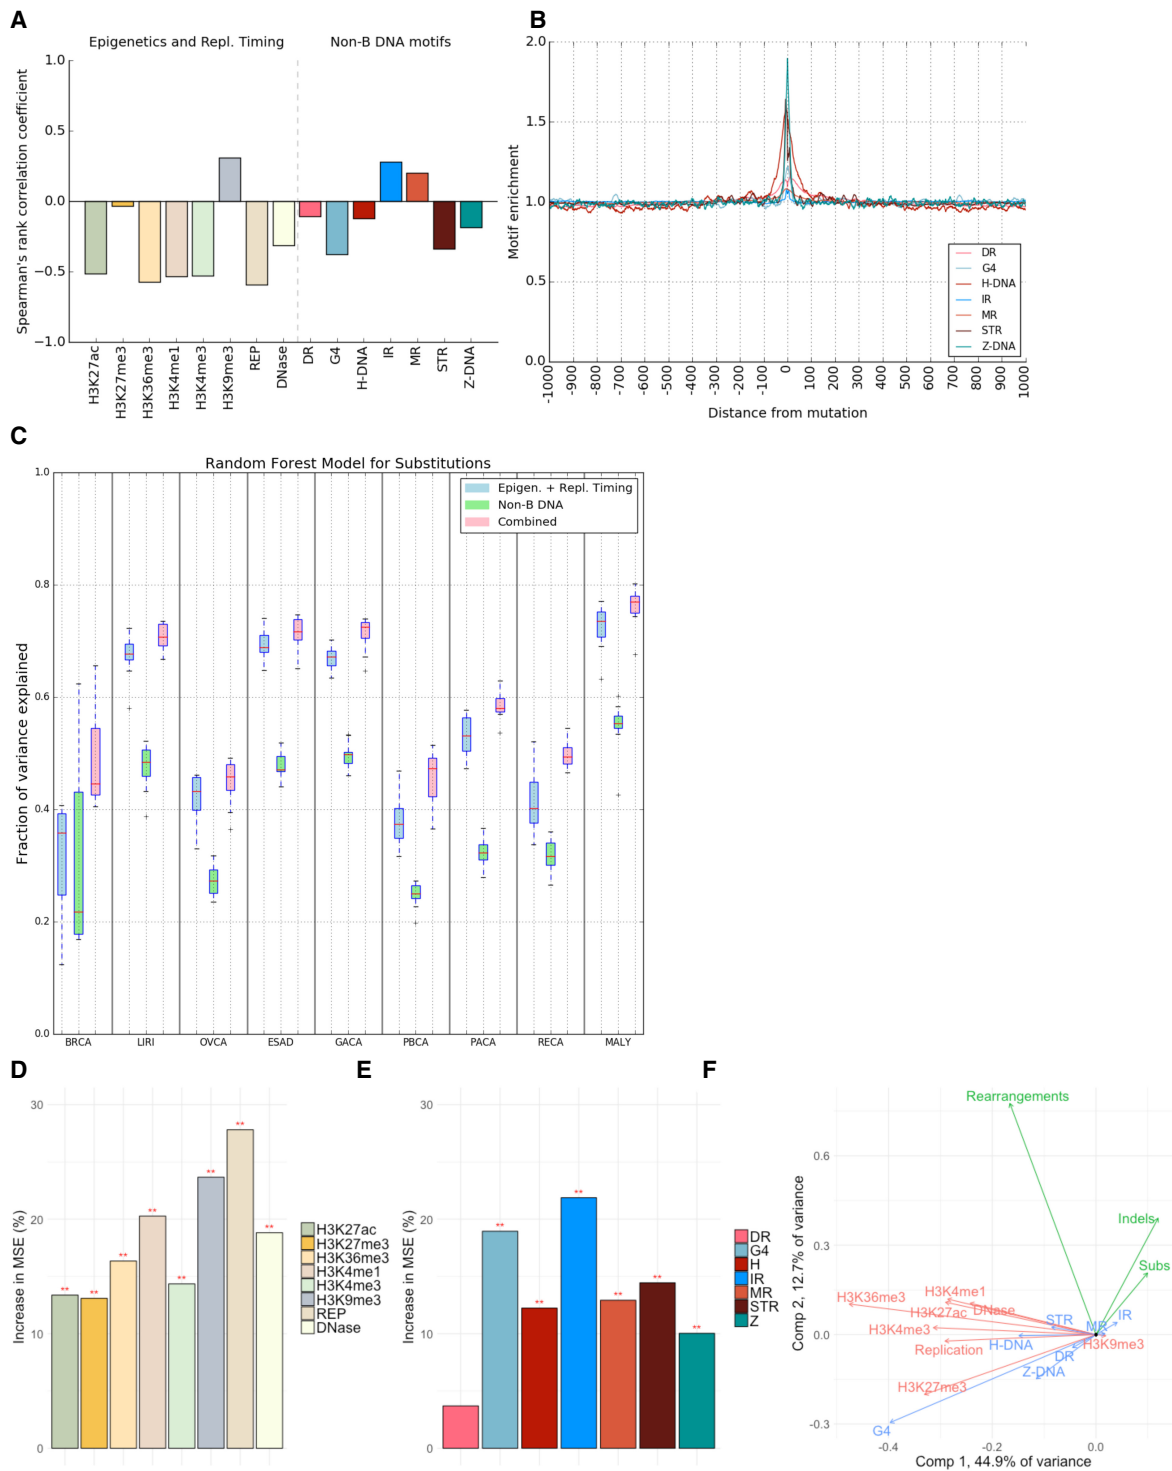 A
Epigenetics and Repl. Timing
Non-B DNA motifs
Spearman's rank correlation coefficient
1.0
0.5
0.0
−0.5
−1.0
H3K27ac
H3K27me3
H3K36me3
H3K4me1
H3K4me3
H3K9me3
REP
DNase
DR
G4
H-DNA
IR
MR
STR
Z-DNA
B
Motif enrichment
2.0
1.5
1.0
0.5
0.0
DR
G4
H-DNA
IR
MR
STR
Z-DNA
-1000 -900 -800 -700 -600 -500 -400 -300 -200 -100 0 100 200 300 400 500 600 700 800 900 1000
Distance from mutation
C
Random Forest Model for Substitutions
Fraction of variance explained
1.0
0.8
0.6
0.4
0.2
0.0
Epigen. + Repl. Timing
Non-B DNA
Combined
BRCA LIRI OVCA ESAD GACA PBCA PACA RECA MALY
D
Increase in MSE (%)
30
20
10
0
** ** ** ** ** ** ** **
H3K27ac
H3K27me3
H3K36me3
H3K4me1
H3K4me3
H3K9me3
REP
DNase
E
Increase in MSE (%)
30
20
10
0
** ** ** ** ** **
DR
G4
H
IR
MR
STR
Z
F
Comp 2, 12.7% of variance
0.6
0.3
0.0
-0.3
Rearrangements
Indels
Subs
H3K36me3
H3K4me1
H3K27ac
DNase
H3K4me3
STR
MR
IR
H-DNA
Replication
H3K9me3
DR
Z-DNA
H3K27me3
G4
-0.4 -0.2 0.0
Comp 1, 44.9% of variance